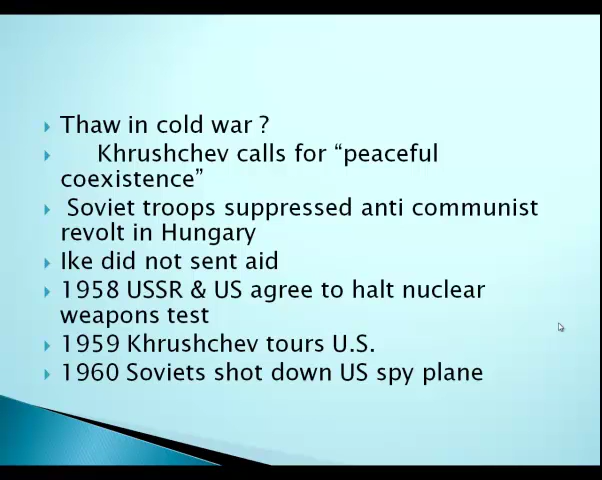 Thaw in cold war ?
Khrushchev calls for “peaceful
coexistence”
Soviet troops suppressed anti communist
revolt in Hungary
Ike did not sent aid
1958 USSR & US agree to halt nuclear
weapons test
1959 Khrushchev tours U.S.
1960 Soviets shot down US spy plane